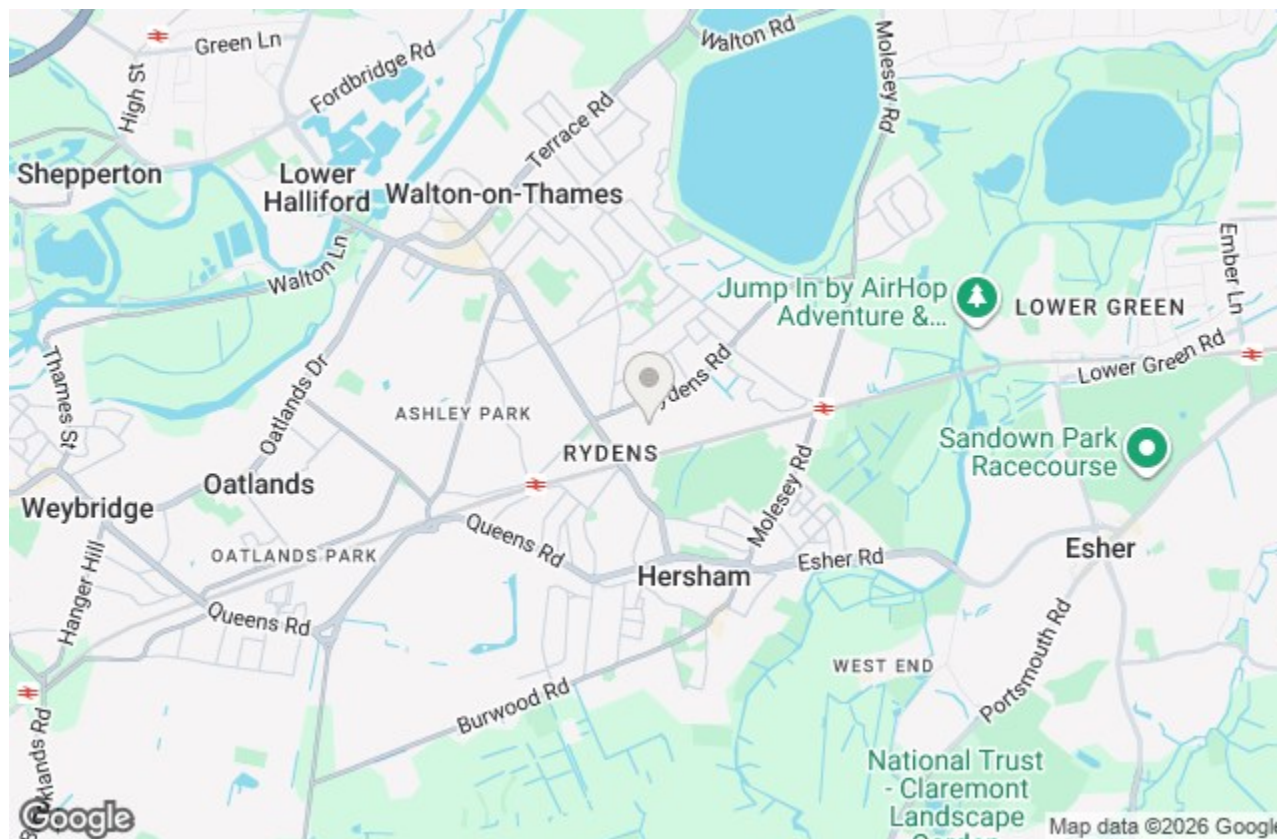 Green Ln
High St
Fordbridge Rd
Walton Rd
Molesey Rd
Terrace Rd
Shepperton
Lower
Halliford
Walton-on-Thames
Walton Ln
Ember Ln
Jump In by AirHop
Adventure &...
LOWER GREEN
Lower Green Rd
Thames St
Oatlands Dr
ASHLEY PARK
dens Rd
RYDENS
Sandown Park
Racecourse
Oatlands
Weybridge
Molesey Rd
Queens Rd
OATLANDS PARK
Hersham
Esher Rd
Esher
Hanger Hill
Queens Rd
WEST END
Portsmouth Rd
Burwood Rd
National Trust
- Claremont
Landscape
Google
Map data ©2026 Google